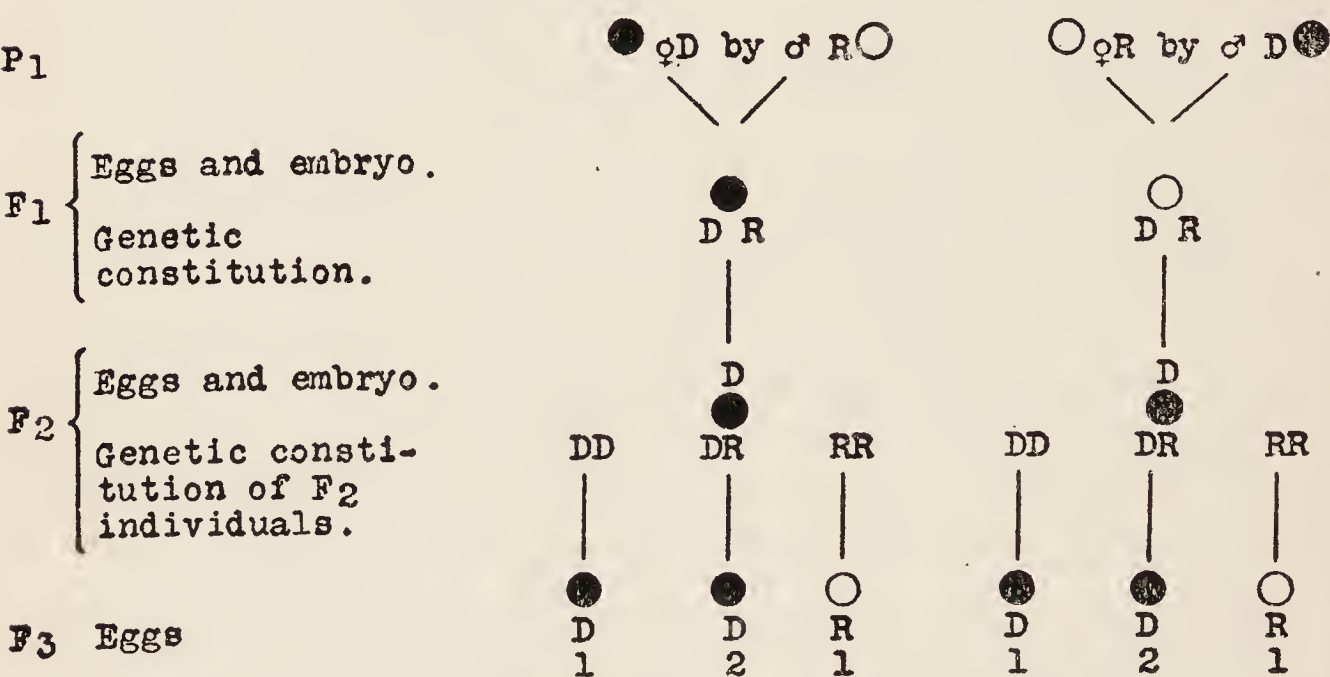 P1 ♀D by ♂ R ♀R by ♂ D
F1 Eggs and embryo.
D R D R
Genetic
constitution.
F2 Eggs and embryo.
D D
Genetic consti-
tution of F2
individuals.
DD DR RR DD DR RR
F3 Eggs
D D R D D R
1 2 1 1 2 1